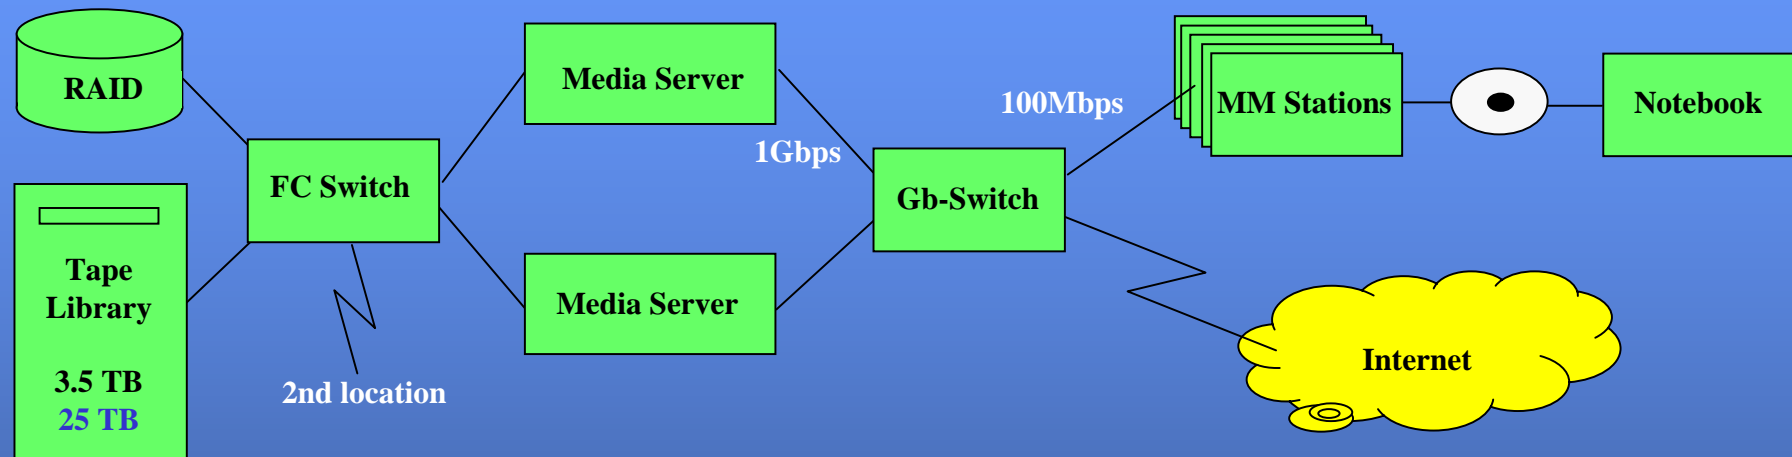 RAID
Media Server
100Mbps
MM Stations
Notebook
1Gbps
FC Switch
Gb-Switch
Tape
Library
3.5 TB
25 TB
2nd location
Media Server
Internet